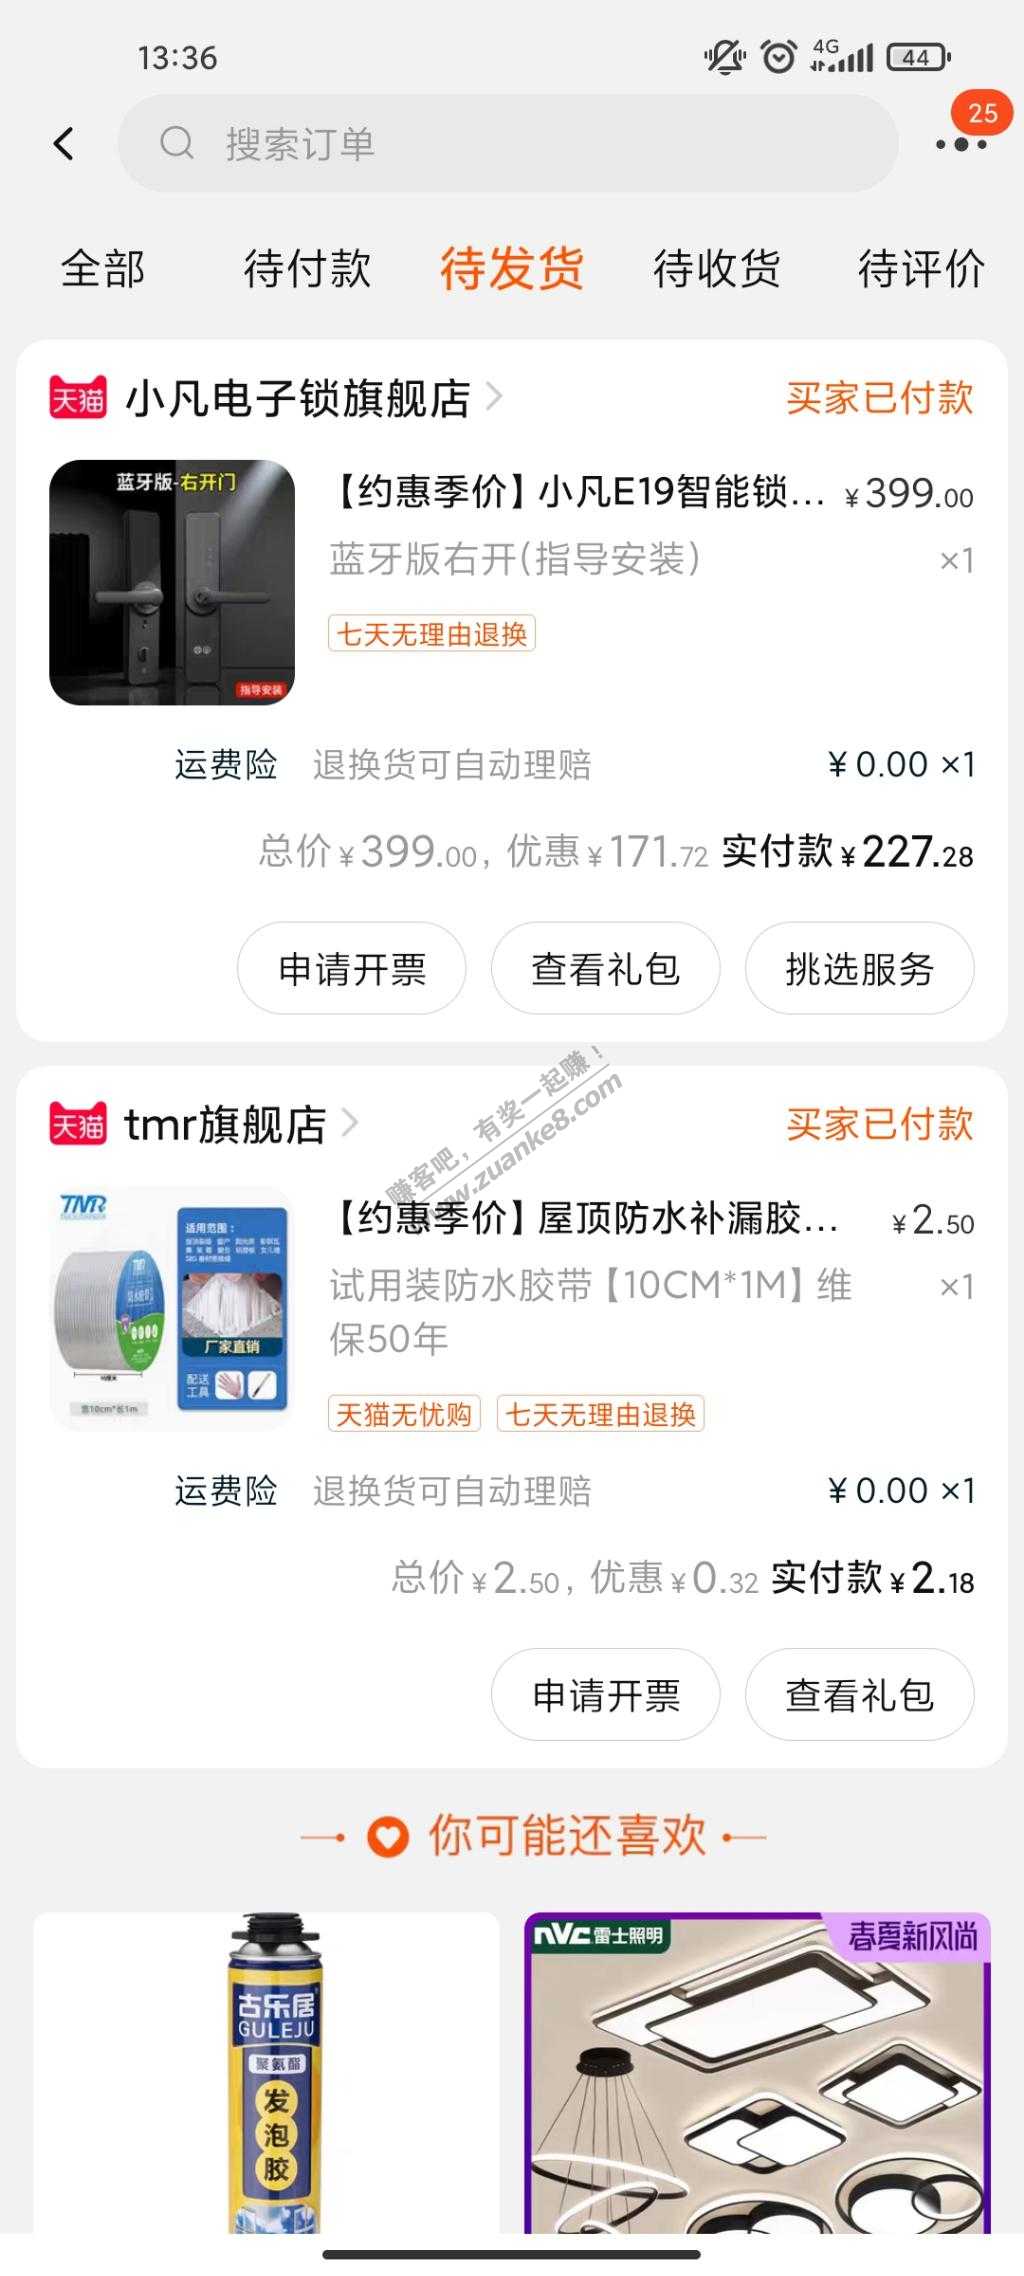 13:36
4G
44
25
搜索订单
全部 待付款 待发货 待收货 待评价
天猫 小凡电子锁旗舰店 买家已付款
蓝牙版-右开门
指导安装
【约惠季价】小凡E19智能锁... ¥399.00
蓝牙版右开(指导安装) ×1
七天无理由退换
运费险 退换货可自动理赔 ¥0.00 ×1
总价¥399.00, 优惠¥171.72 实付款¥227.28
申请开票 查看礼包 挑选服务
赚客吧，有奖一起赚！
www.zuanke8.com
天猫 tmr旗舰店 买家已付款
TMR
适用范围：
厂家直销
配送
工具
宽10cm*长1m
【约惠季价】屋顶防水补漏胶... ¥2.50
试用装防水胶带【10CM*1M】维 ×1
保50年
天猫无忧购 七天无理由退换
运费险 退换货可自动理赔 ¥0.00 ×1
总价¥2.50, 优惠¥0.32 实付款¥2.18
申请开票 查看礼包
你可能还喜欢
古乐居
GULEJU
聚氨酯
发
泡
胶
nVc雷士照明
春夏新风尚